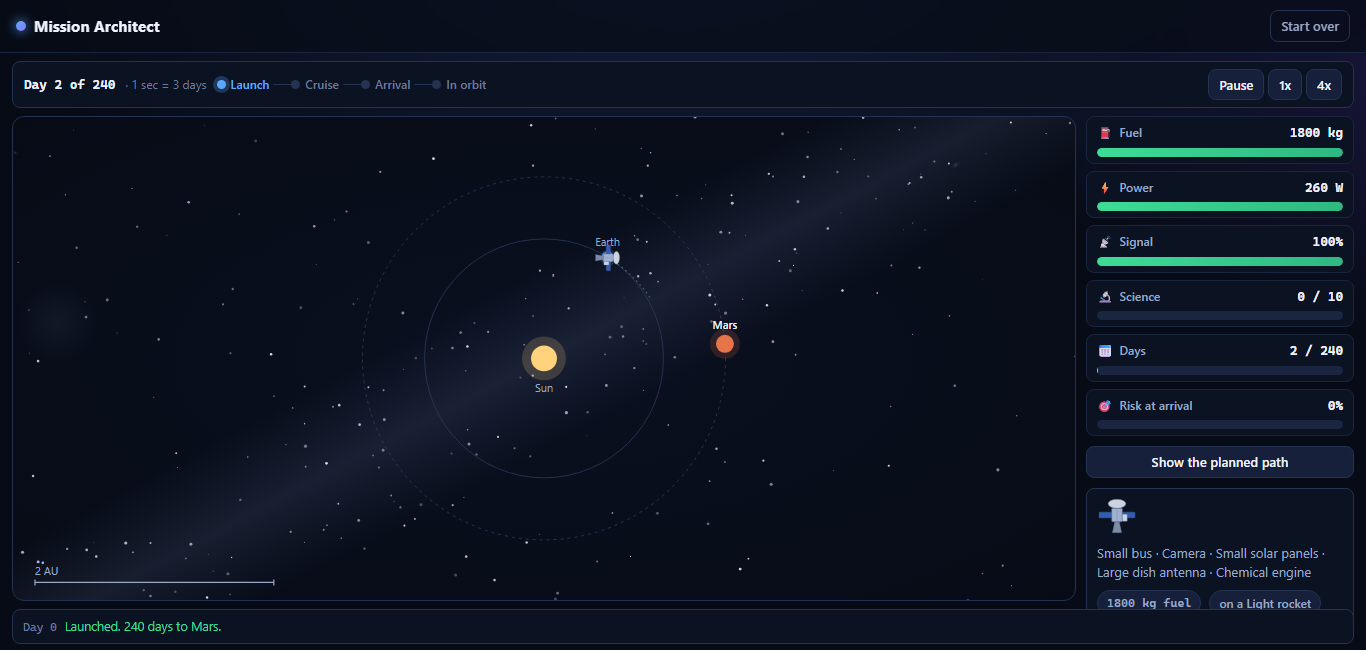 Mission Architect
Start over
Day 2 of 240 · 1 sec = 3 days Launch Cruise Arrival In orbit
Pause 1x 4x
Earth
Mars
Sun
2 AU
Fuel 1800 kg
Power 260 W
Signal 100%
Science 0 / 10
Days 2 / 240
Risk at arrival 0%
Show the planned path
Small bus · Camera · Small solar panels ·
Large dish antenna · Chemical engine
1800 kg fuel on a Light rocket
Day 0 Launched. 240 days to Mars.